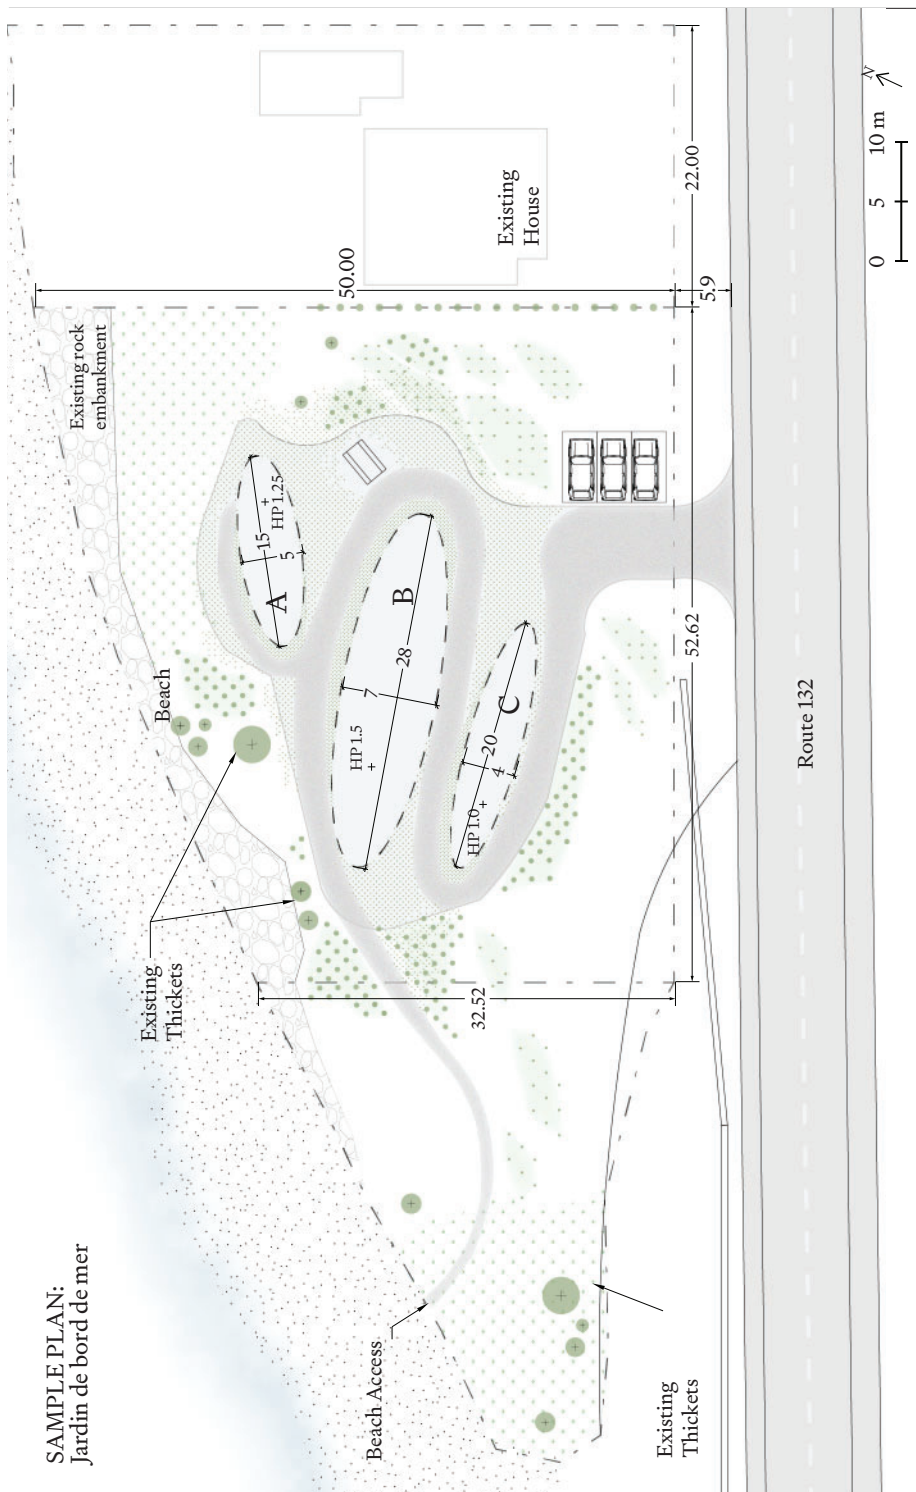 SAMPLE PLAN:
Jardin de bord de mer
Beach Access
Existing
Thickets
Existing
Thickets
Beach
Existing rock
embankment
Existing
House
50.00
22.00
5.9
52.62
32.52
A
15
5
HP 1.25
B
28
7
HP 1.5
C
20
4
HP 1.0
Route 132
0 5 10 m
N